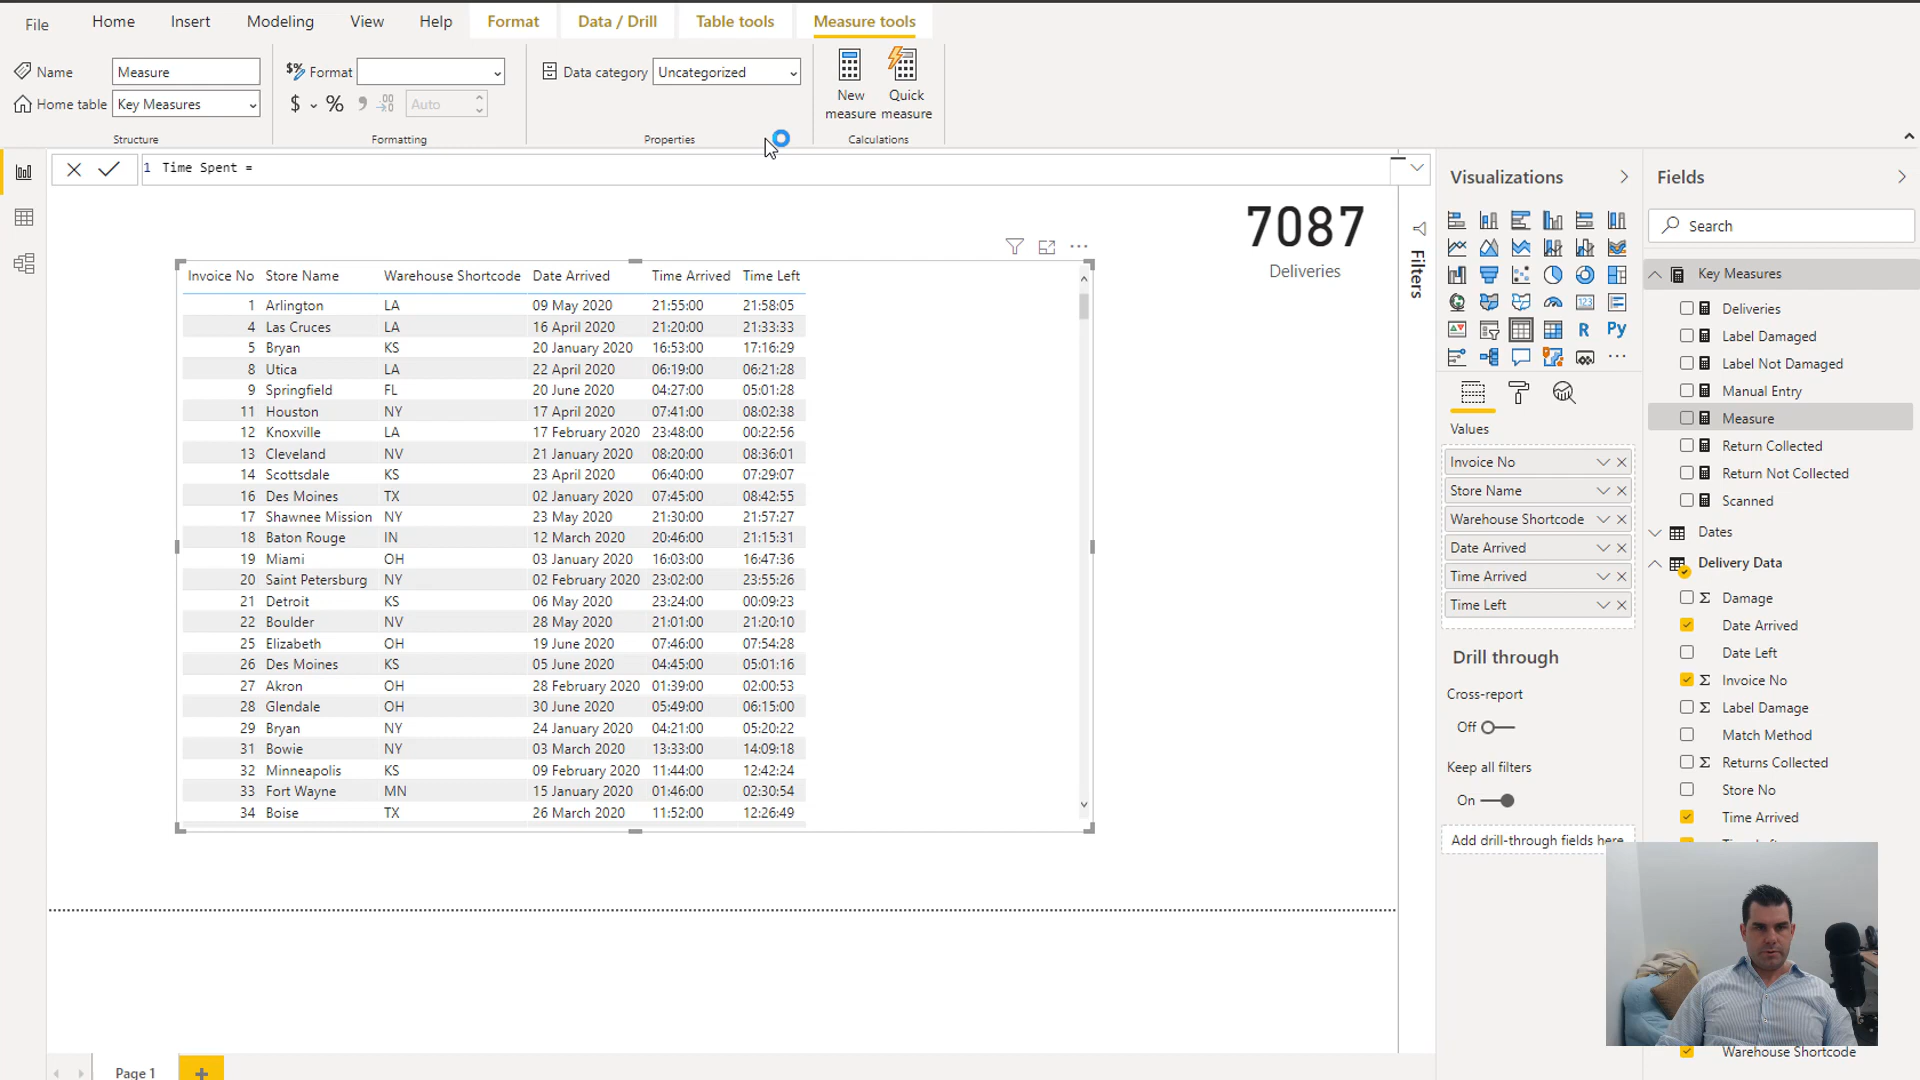 File Home Insert Modeling View Help Format Data / Drill Table tools Measure tools
Name Measure Format Data category Uncategorized New measure Quick measure
Home table Key Measures $ % Auto
Structure Formatting Properties Calculations
1 Time Spent =
7087
Deliveries
Invoice No Store Name Warehouse Shortcode Date Arrived Time Arrived Time Left
1 Arlington LA 09 May 2020 21:55:00 21:58:05
4 Las Cruces LA 16 April 2020 21:20:00 21:33:33
5 Bryan KS 20 January 2020 16:53:00 17:16:29
8 Utica LA 22 April 2020 06:19:00 06:21:28
9 Springfield FL 20 June 2020 04:27:00 05:01:28
11 Houston NY 17 April 2020 07:41:00 08:02:38
12 Knoxville LA 17 February 2020 23:48:00 00:22:56
13 Cleveland NV 21 January 2020 08:20:00 08:36:01
14 Scottsdale KS 23 April 2020 06:40:00 07:29:07
16 Des Moines TX 02 January 2020 07:45:00 08:42:55
17 Shawnee Mission NY 23 May 2020 21:30:00 21:57:27
18 Baton Rouge IN 12 March 2020 20:46:00 21:15:31
19 Miami OH 03 January 2020 16:03:00 16:47:36
20 Saint Petersburg NY 02 February 2020 23:02:00 23:55:26
21 Detroit KS 06 May 2020 23:24:00 00:09:23
22 Boulder NV 28 May 2020 21:01:00 21:20:10
25 Elizabeth OH 19 June 2020 07:46:00 07:54:28
26 Des Moines KS 05 June 2020 04:45:00 05:01:16
27 Akron OH 28 February 2020 01:39:00 02:00:53
28 Glendale OH 30 June 2020 05:49:00 06:15:00
29 Bryan NY 24 January 2020 04:21:00 05:20:22
31 Bowie NY 03 March 2020 13:33:00 14:09:18
32 Minneapolis KS 09 February 2020 11:44:00 12:42:24
33 Fort Wayne MN 15 January 2020 01:46:00 02:30:54
34 Boise TX 26 March 2020 11:52:00 12:26:49
Page 1
Filters
Visualizations
123
R Py
Values
Invoice No
Store Name
Warehouse Shortcode
Date Arrived
Time Arrived
Time Left
Drill through
Cross-report
Off
Keep all filters
On
Add drill-through fields here
Fields
Search
Key Measures
Deliveries
Label Damaged
Label Not Damaged
Manual Entry
Measure
Return Collected
Return Not Collected
Scanned
Dates
Delivery Data
Damage
Date Arrived
Date Left
Invoice No
Label Damage
Match Method
Returns Collected
Store No
Time Arrived
Warehouse Shortcode